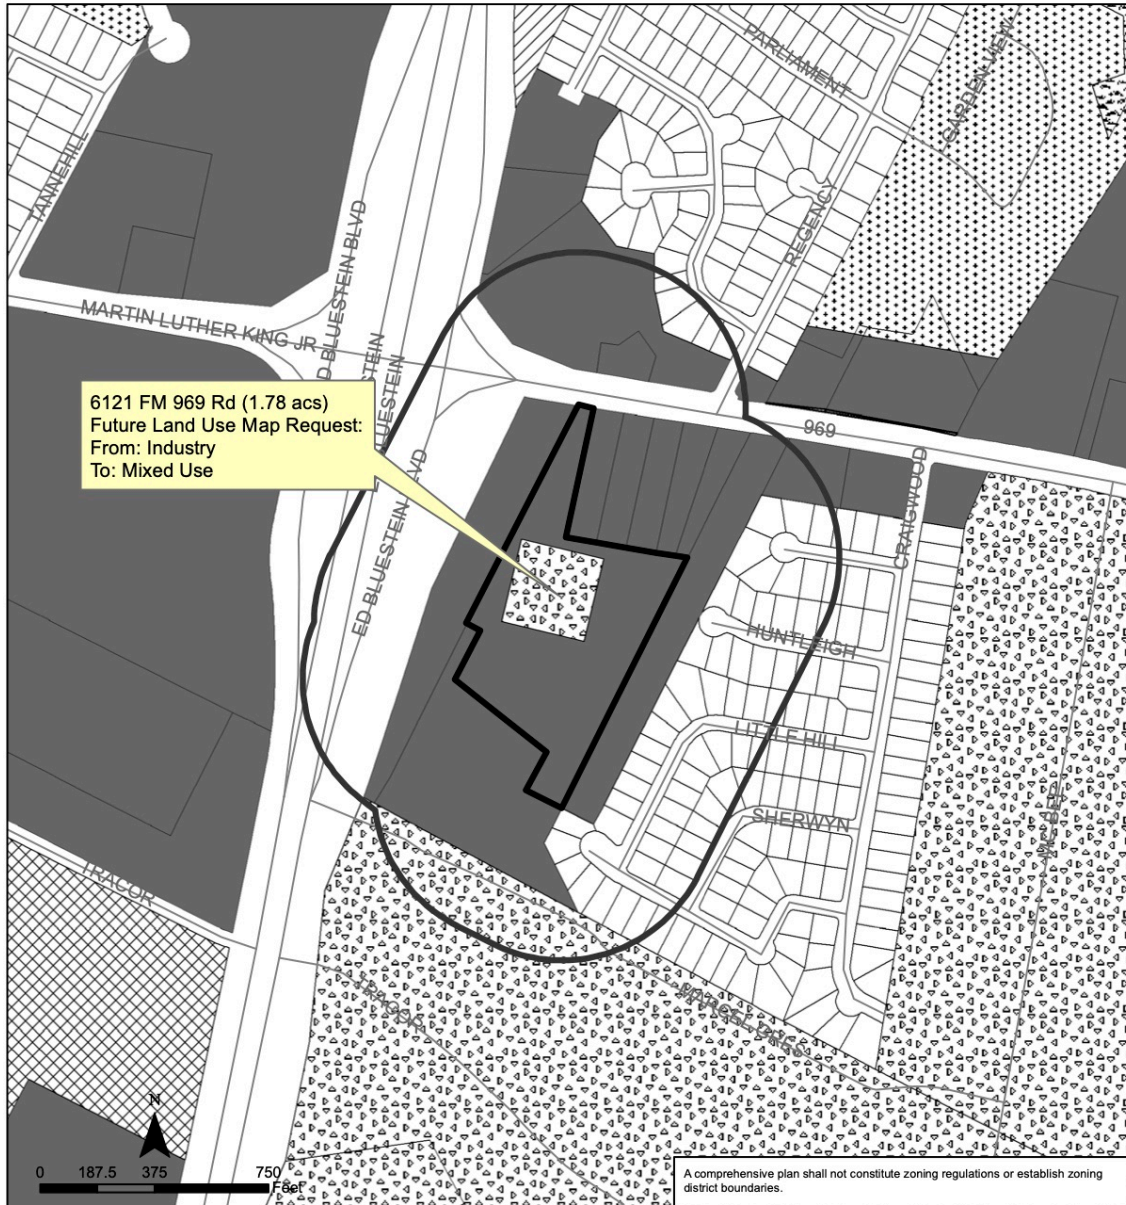 PARLIAMENT
GARDEN VIEW
TANNEHILL
REGENCY
ED BLUESTEIN BLVD
MARTIN LUTHER KING JR
ED BLUESTEIN
6121 FM 969 Rd (1.78 acs)
Future Land Use Map Request:
From: Industry
To: Mixed Use
969
CRAIGWOOD
ED BLUESTEIN BLVD
HUNTLEIGH
LITTLE HILL
SHERWYN
TRACOR
TRACOR
N
0 187.5 375 750
Feet
A comprehensive plan shall not constitute zoning regulations or establish zoning
district boundaries.